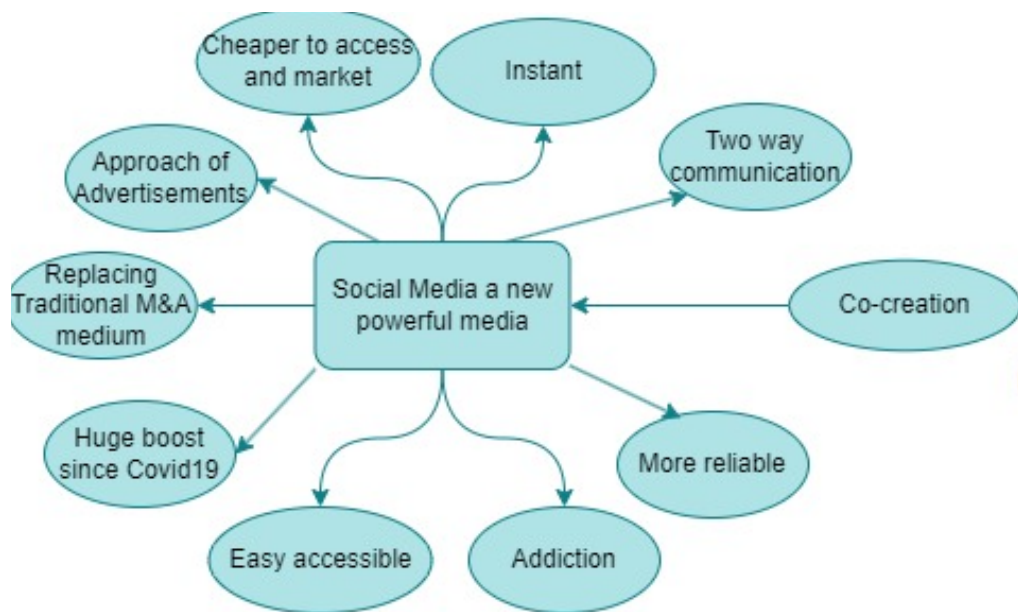 Cheaper to access
and market
Instant
Two way
communication
Approach of
Advertisements
Replacing
Traditional M&A
medium
Social Media a new
powerful media
Co-creation
Huge boost
since Covid19
More reliable
Easy accessible
Addiction